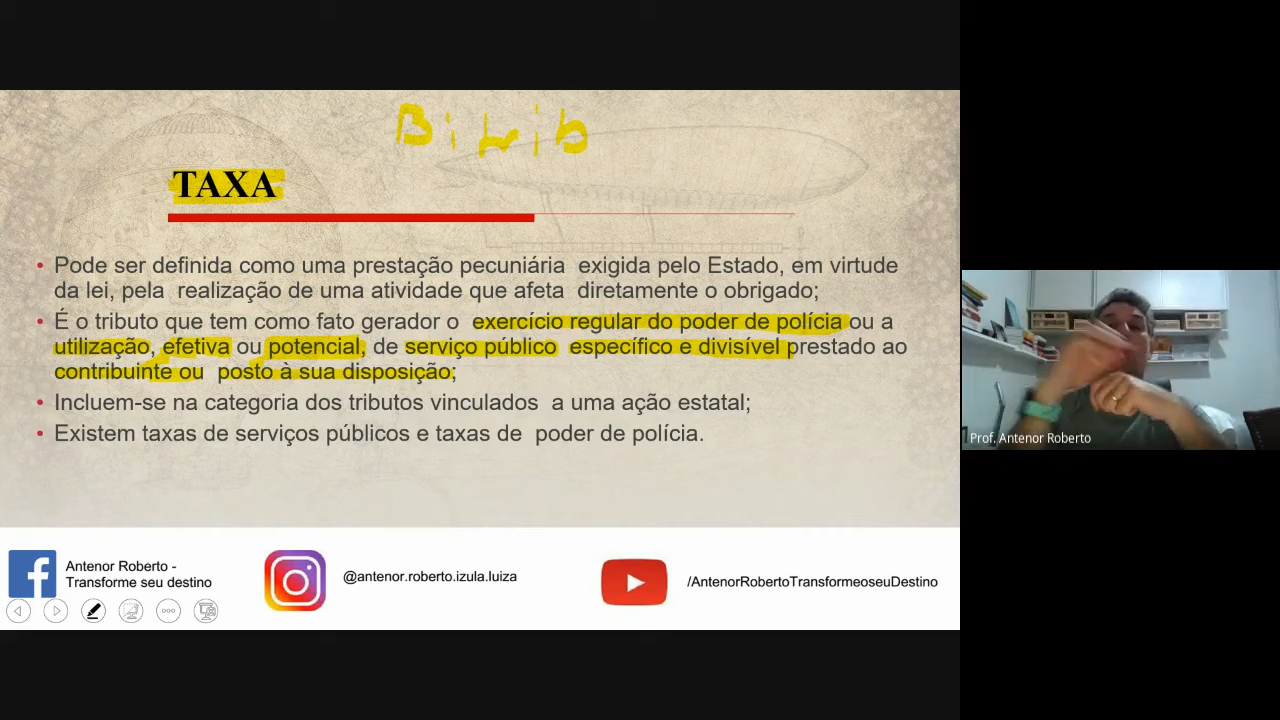 TAXA
• Pode ser definida como uma prestação pecuniária exigida pelo Estado, em virtude
da lei, pela realização de uma atividade que afeta diretamente o obrigado;
• É o tributo que tem como fato gerador o exercício regular do poder de polícia ou a
utilização, efetiva ou potencial, de serviço público específico e divisível prestado ao
contribuinte ou posto à sua disposição;
• Incluem-se na categoria dos tributos vinculados a uma ação estatal;
• Existem taxas de serviços públicos e taxas de poder de polícia.
Antenor Roberto -
Transforme seu destino
@antenor.roberto.izula.luiza
/AntenorRobertoTransformeoseuDestino
Prof. Antenor Roberto